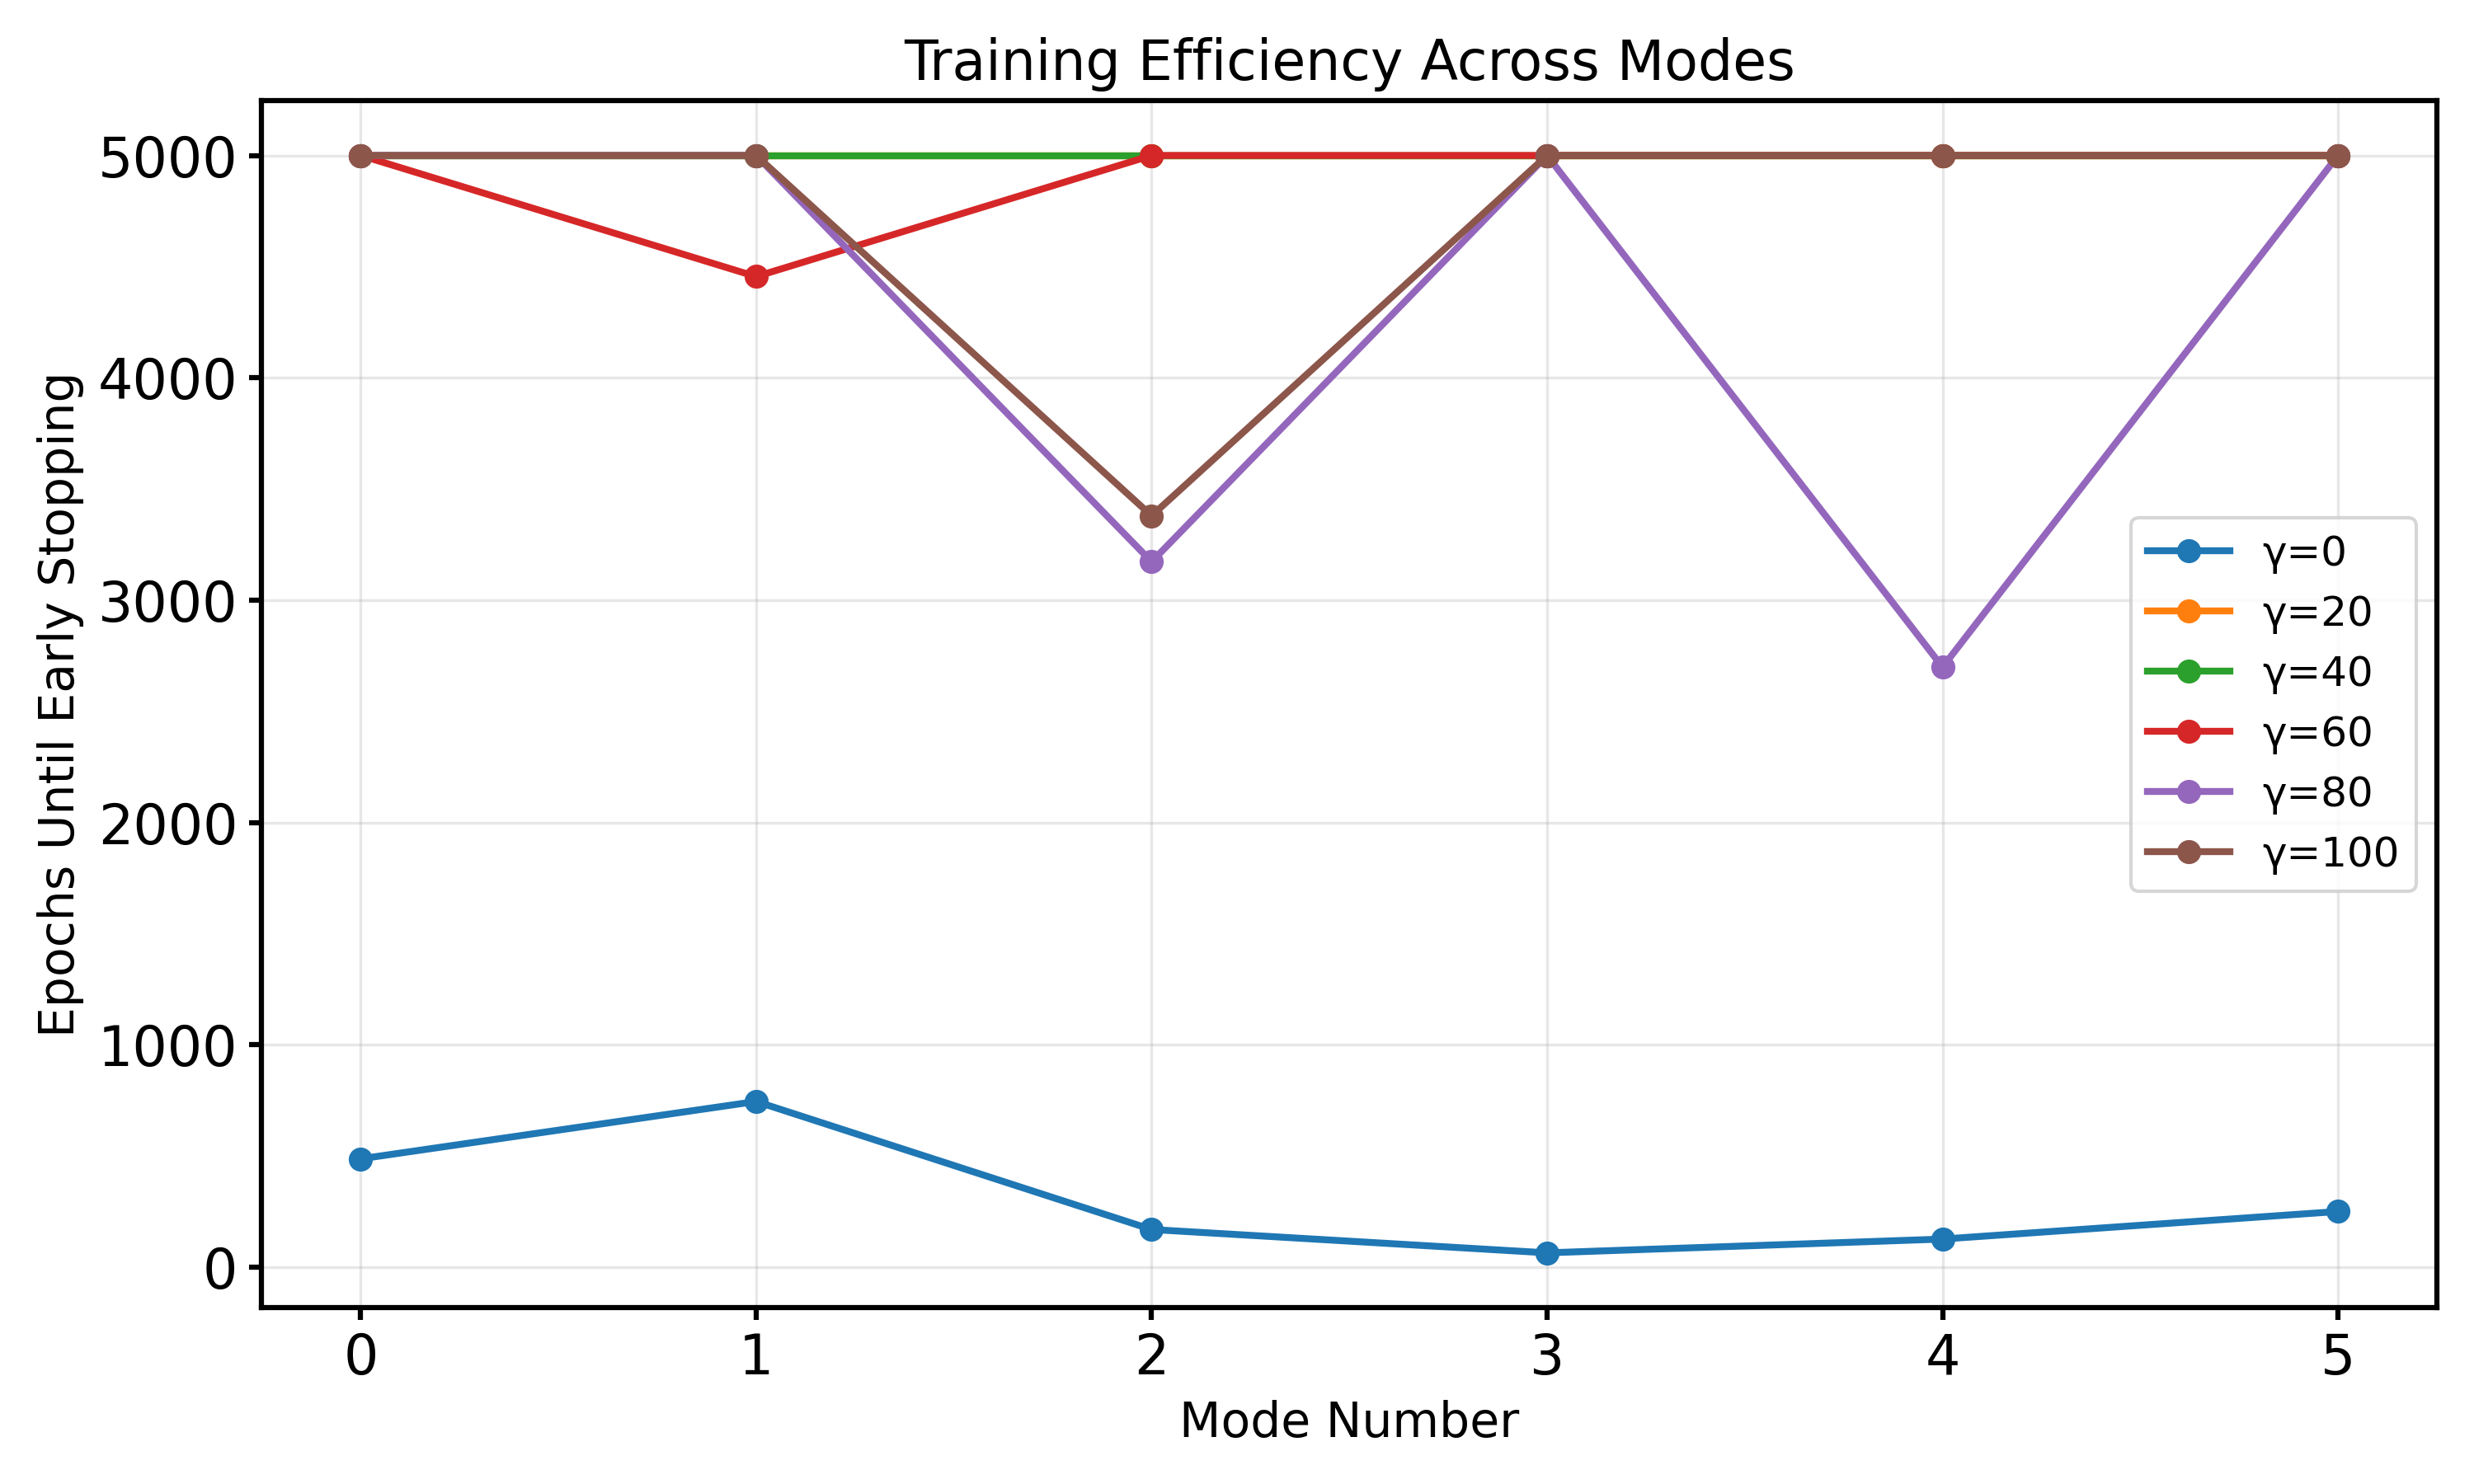 Training Efficiency Across Modes
Epochs Until Early Stopping
5000
4000
3000
2000
1000
0
0 1 2 3 4 5
Mode Number
γ=0
γ=20
γ=40
γ=60
γ=80
γ=100